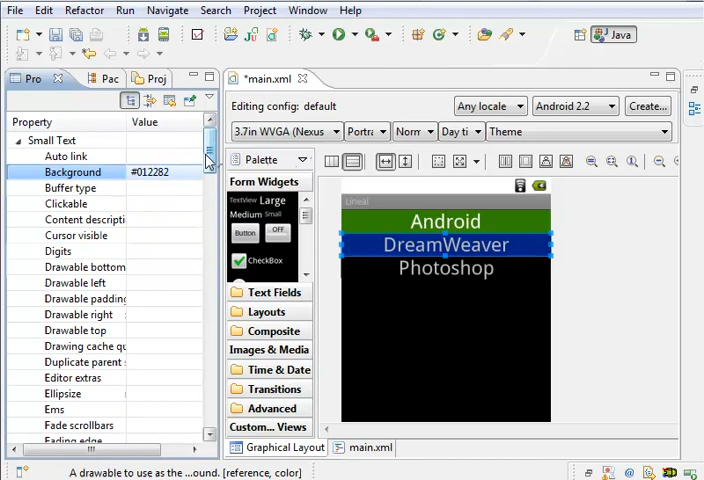 File Edit Refactor Run Navigate Search Project Window Help
Java
Pro Pac Proj
*main.xml
Editing config: default
Any locale Android 2.2 Create...
3.7in WVGA (Nexus Portra Norm Day ti Theme
Property Value
Small Text
Auto link
Background #012282
Buffer type
Clickable
Content descripti
Cursor visible
Digits
Drawable bottom
Drawable left
Drawable padding
Drawable right
Drawable top
Drawing cache qu
Duplicate parent s
Editor extras
Ellipsize
Ems
Fade scrollbars
Fading edge
Palette
Form Widgets
TextView Large
Medium Small
Button OFF
CheckBox
Text Fields
Layouts
Composite
Images & Media
Time & Date
Transitions
Advanced
Custom... Views
Lineal
Android
DreamWeaver
Photoshop
Graphical Layout main.xml
A drawable to use as the ...ound. [reference, color]